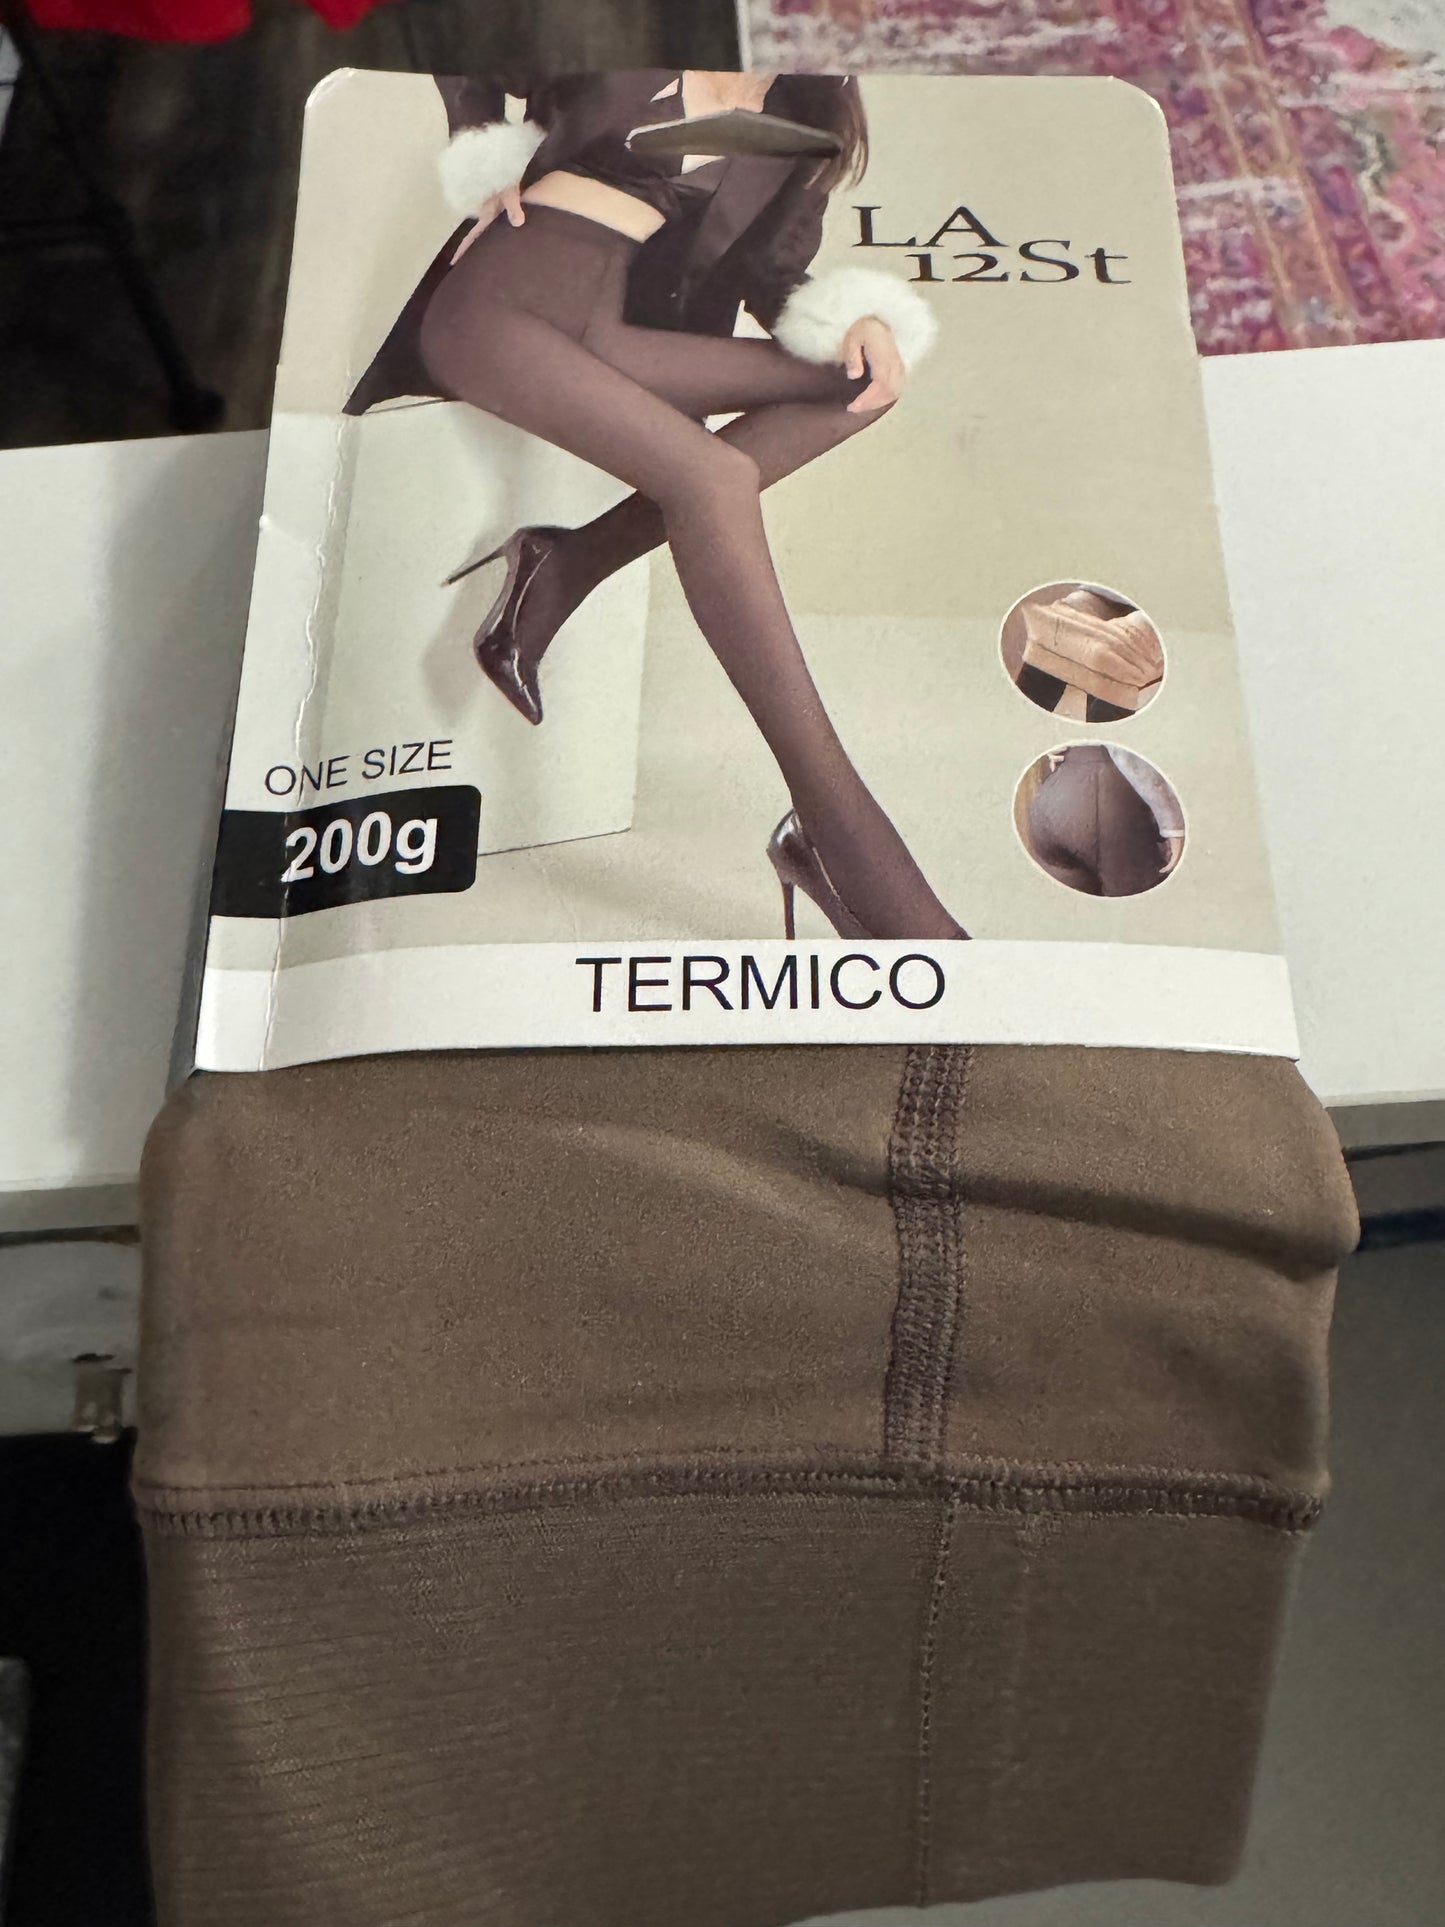 LA
12St
ONE SIZE
200g
TERMICO